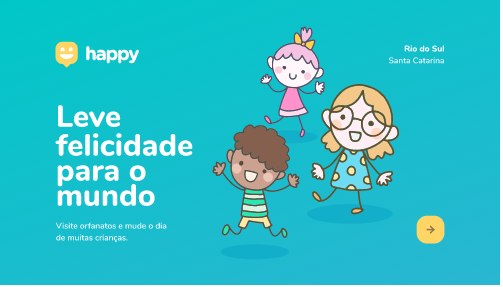 happy
Rio do Sul
Santa Catarina
Leve
felicidade
para o
mundo
Visite orfanatos e mude o dia
de muitas crianças.